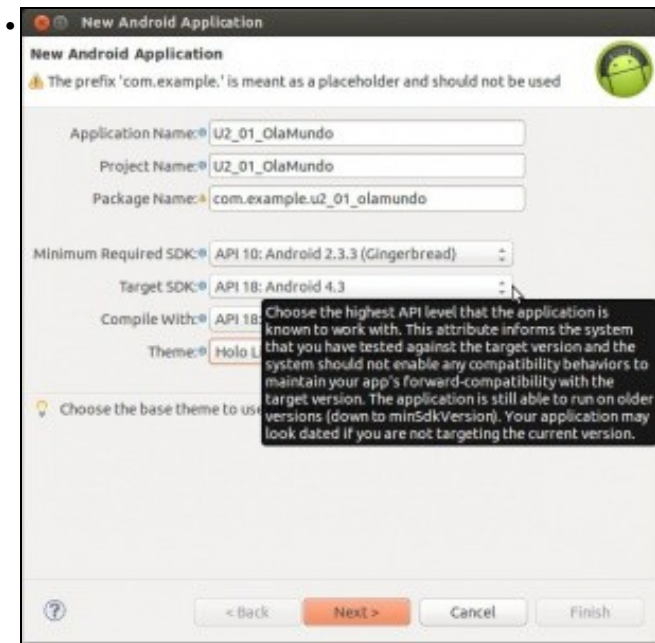 New Android Application
New Android Application
The prefix 'com.example.' is meant as a placeholder and should not be used
Application Name: U2_01_OlaMundo
Project Name: U2_01_OlaMundo
Package Name: com.example.u2_01_olamundo
Minimum Required SDK: API 10: Android 2.3.3 (Gingerbread)
Target SDK: API 18: Android 4.3
Compile With: API 18:
Theme: Holo Li
Choose the highest API level that the application is
known to work with. This attribute informs the system
that you have tested against the target version and the
system should not enable any compatibility behaviors to
maintain your app's forward-compatibility with the
target version. The application is still able to run on older
versions (down to minSdkVersion). Your application may
look dated if you are not targeting the current version.
Choose the base theme to use
? < Back Next > Cancel Finish